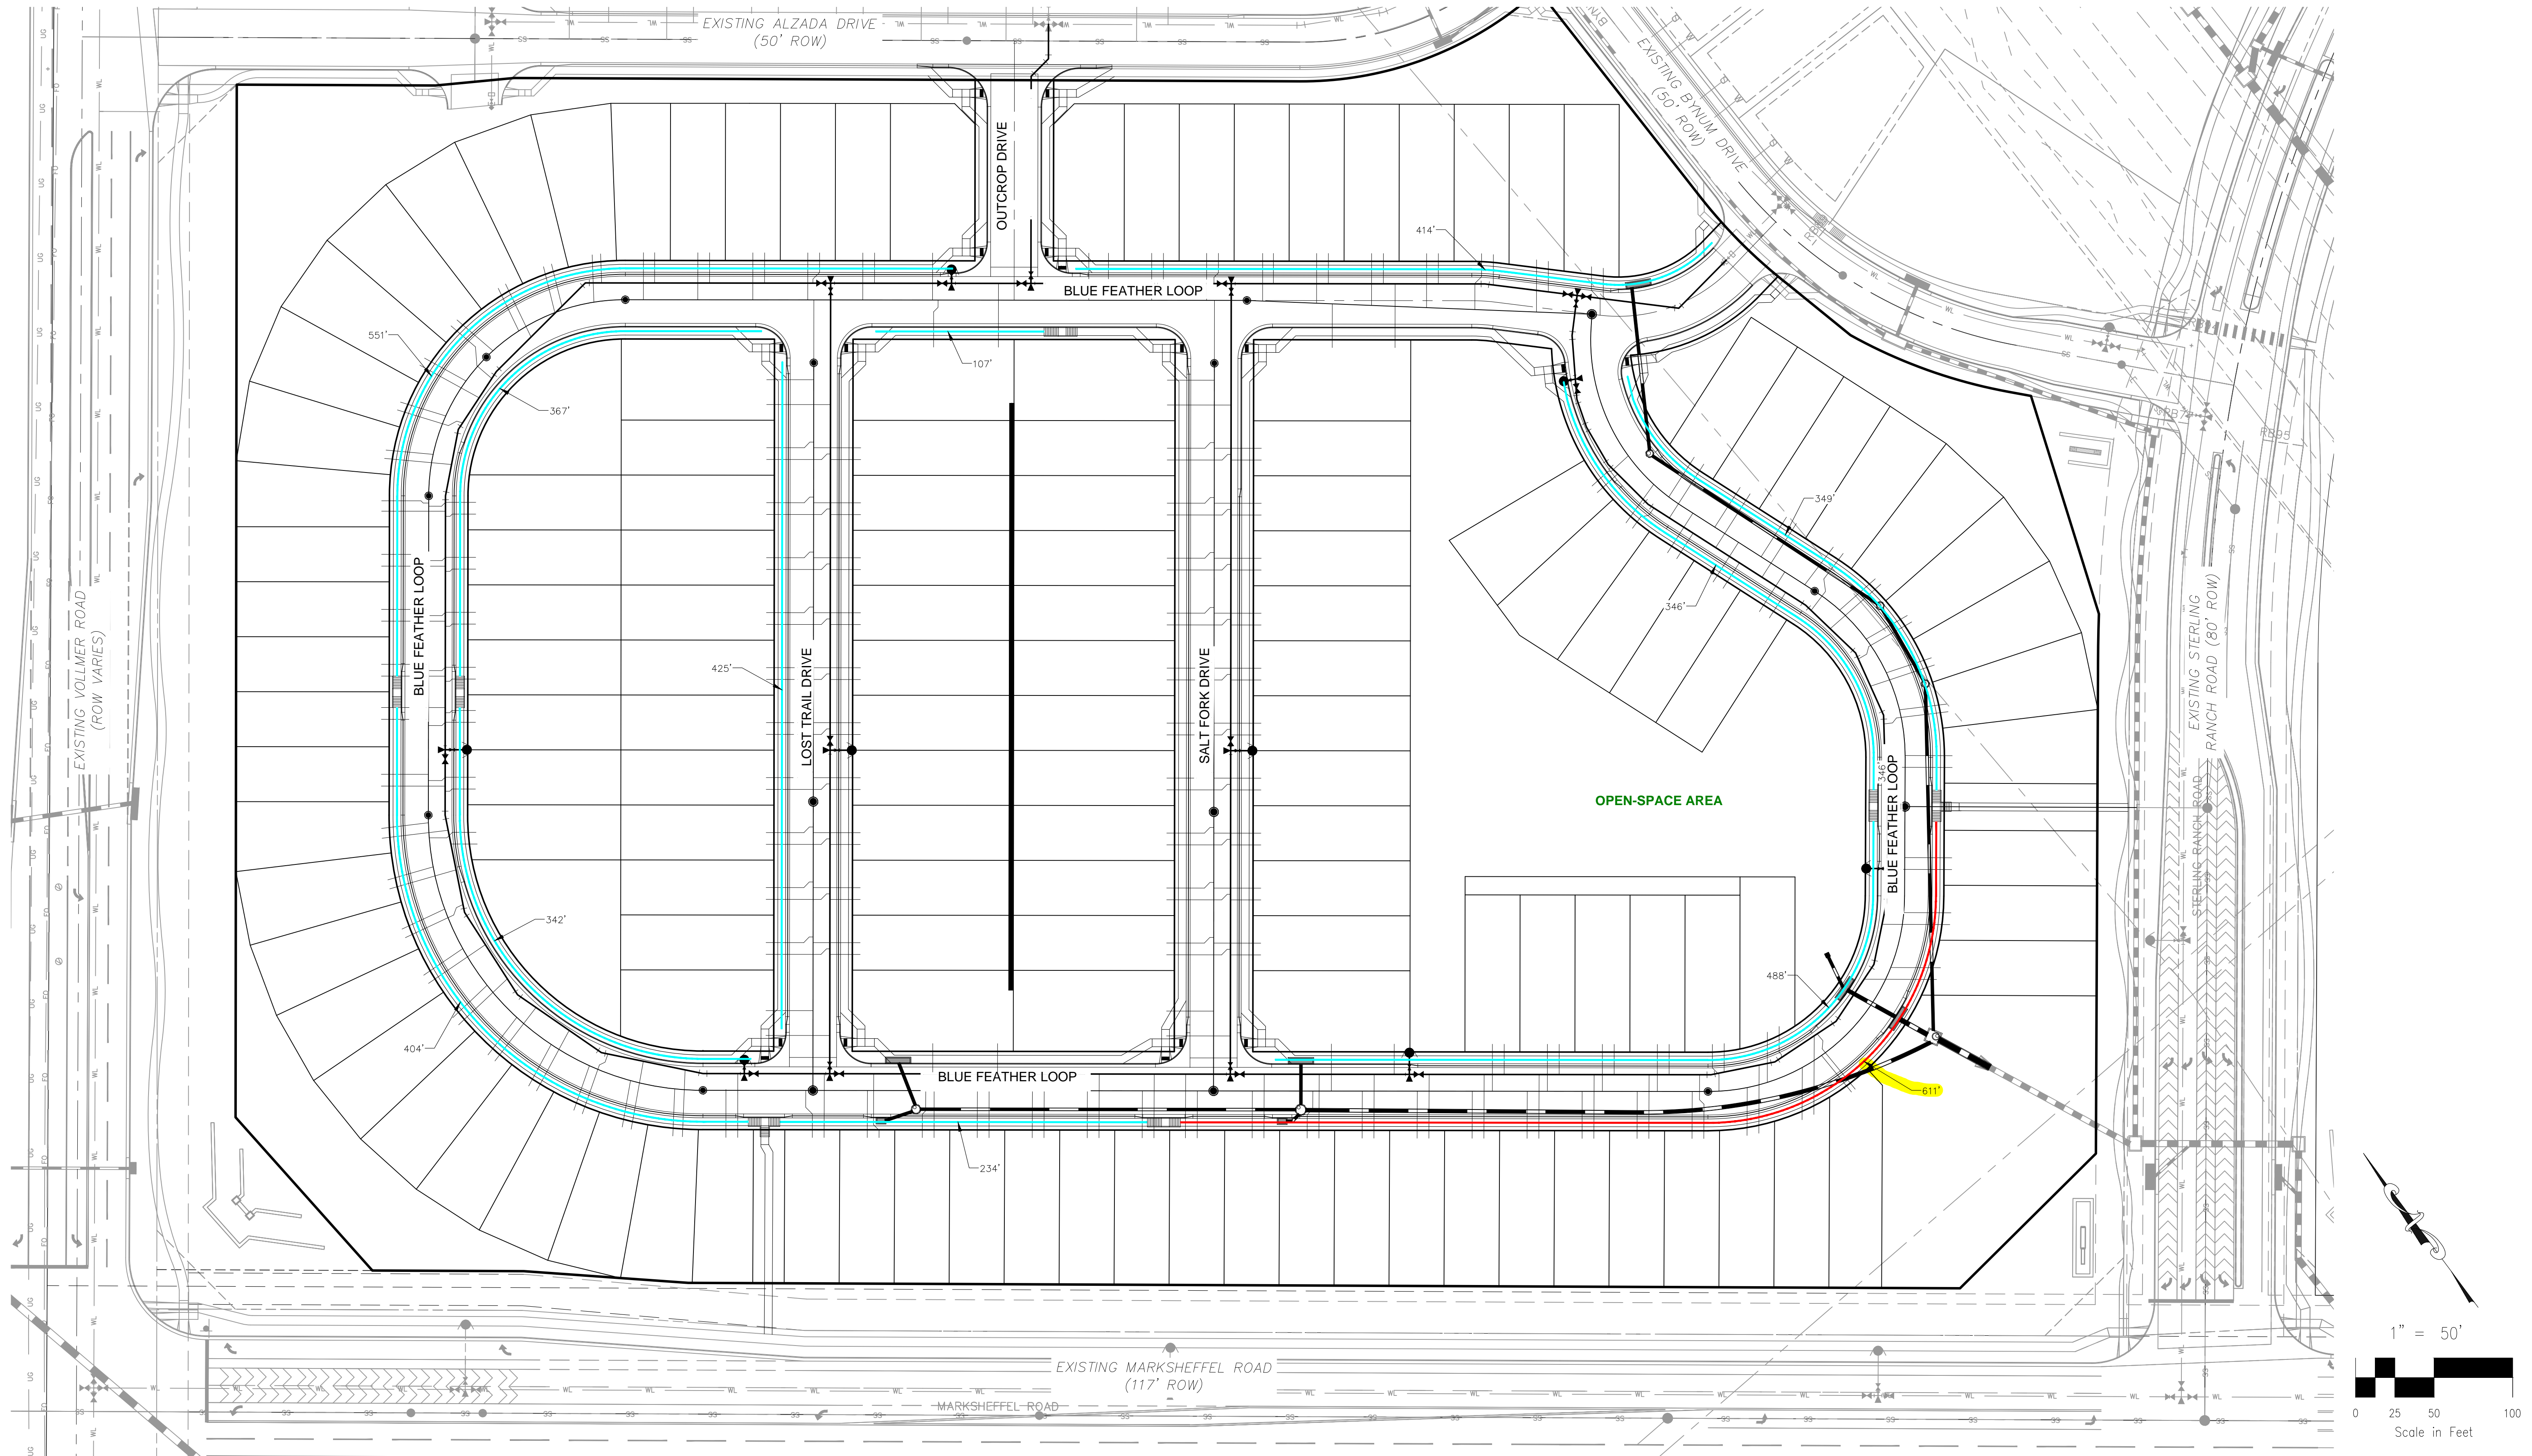 EXISTING ALZADA DRIVE
(50' ROW)
EXISTING BYNUM DRIVE
(50' ROW)
OUTCROP DRIVE
414'
BLUE FEATHER LOOP
551'
107'
367'
RB95
349'
BLUE FEATHER LOOP
346'
EXISTING VOLLMER ROAD
(ROW VARIES)
EXISTING STERLING
RANCH ROAD (80' ROW)
425'
LOST TRAIL DRIVE
SALT FORK DRIVE
346'
BLUE FEATHER LOOP
OPEN-SPACE AREA
STERLING RANCH ROAD
342'
488'
404'
BLUE FEATHER LOOP
611'
234'
EXISTING MARKSHEFFEL ROAD
(117' ROW)
MARKSHEFFEL ROAD
1" = 50'
0 25 50 100
Scale in Feet